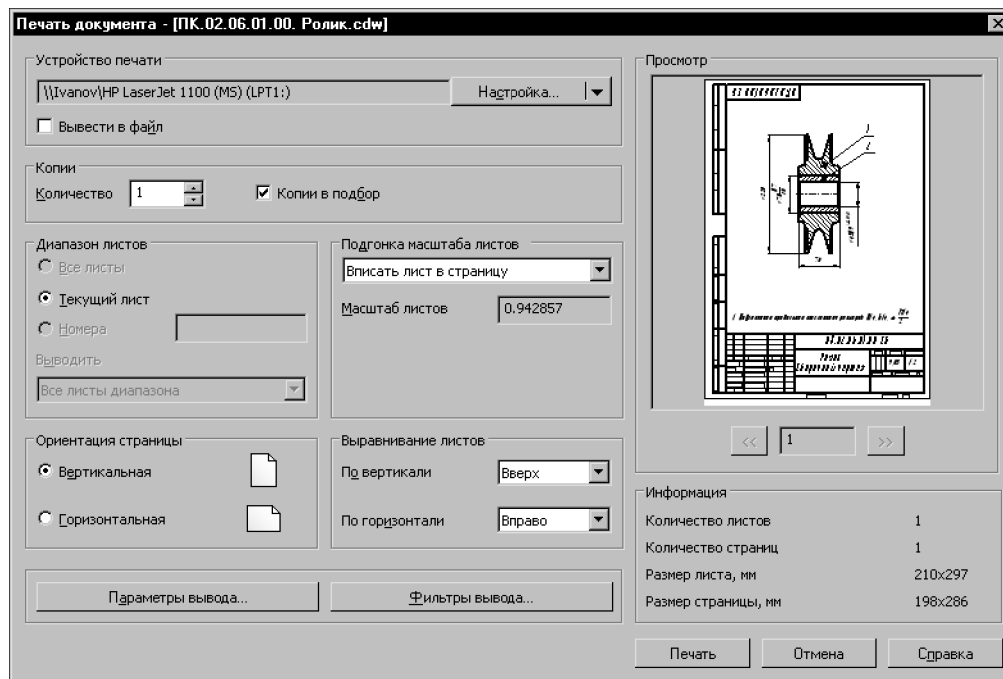 Печать документа - [ПК.02.06.01.00. Ролик.cdw]
Устройство печати
\\Ivanov\HP LaserJet 1100 (MS) (LPT1:)
Настройка...
Вывести в файл
Копии
Количество
1
Копии в подбор
Диапазон листов
Все листы
Текущий лист
Номера
Выводить
Все листы диапазона
Подгонка масштаба листов
Вписать лист в страницу
Масштаб листов
0.942857
Ориентация страницы
Вертикальная
Горизонтальная
Выравнивание листов
По вертикали
Вверх
По горизонтали
Вправо
Параметры вывода...
Фильтры вывода...
Просмотр
Ролик
Сборочный чертеж
<<
1
>>
Информация
Количество листов
1
Количество страниц
1
Размер листа, мм
210x297
Размер страницы, мм
198x286
Печать
Отмена
Справка